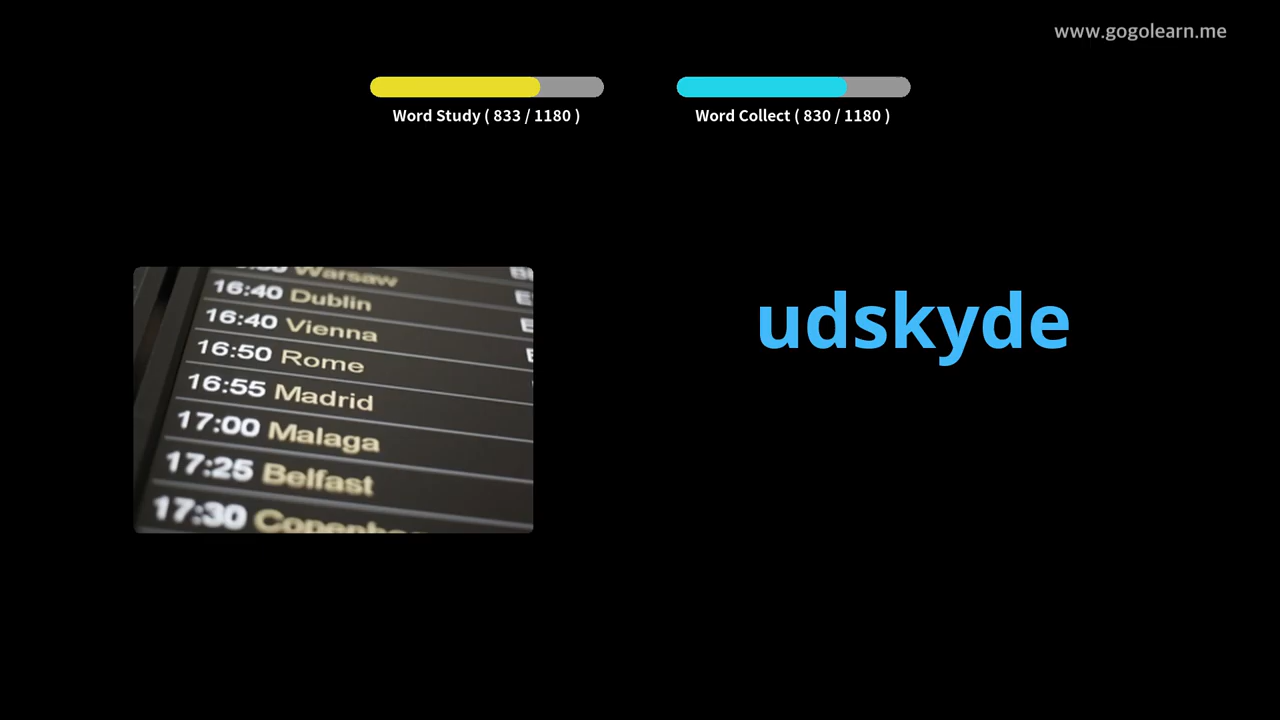 www.gogolearn.me
Word Study ( 833 / 1180 )
Word Collect ( 830 / 1180 )
Warsaw
16:40 Dublin
16:40 Vienna
16:50 Rome
16:55 Madrid
17:00 Malaga
17:25 Belfast
17:30
udskyde